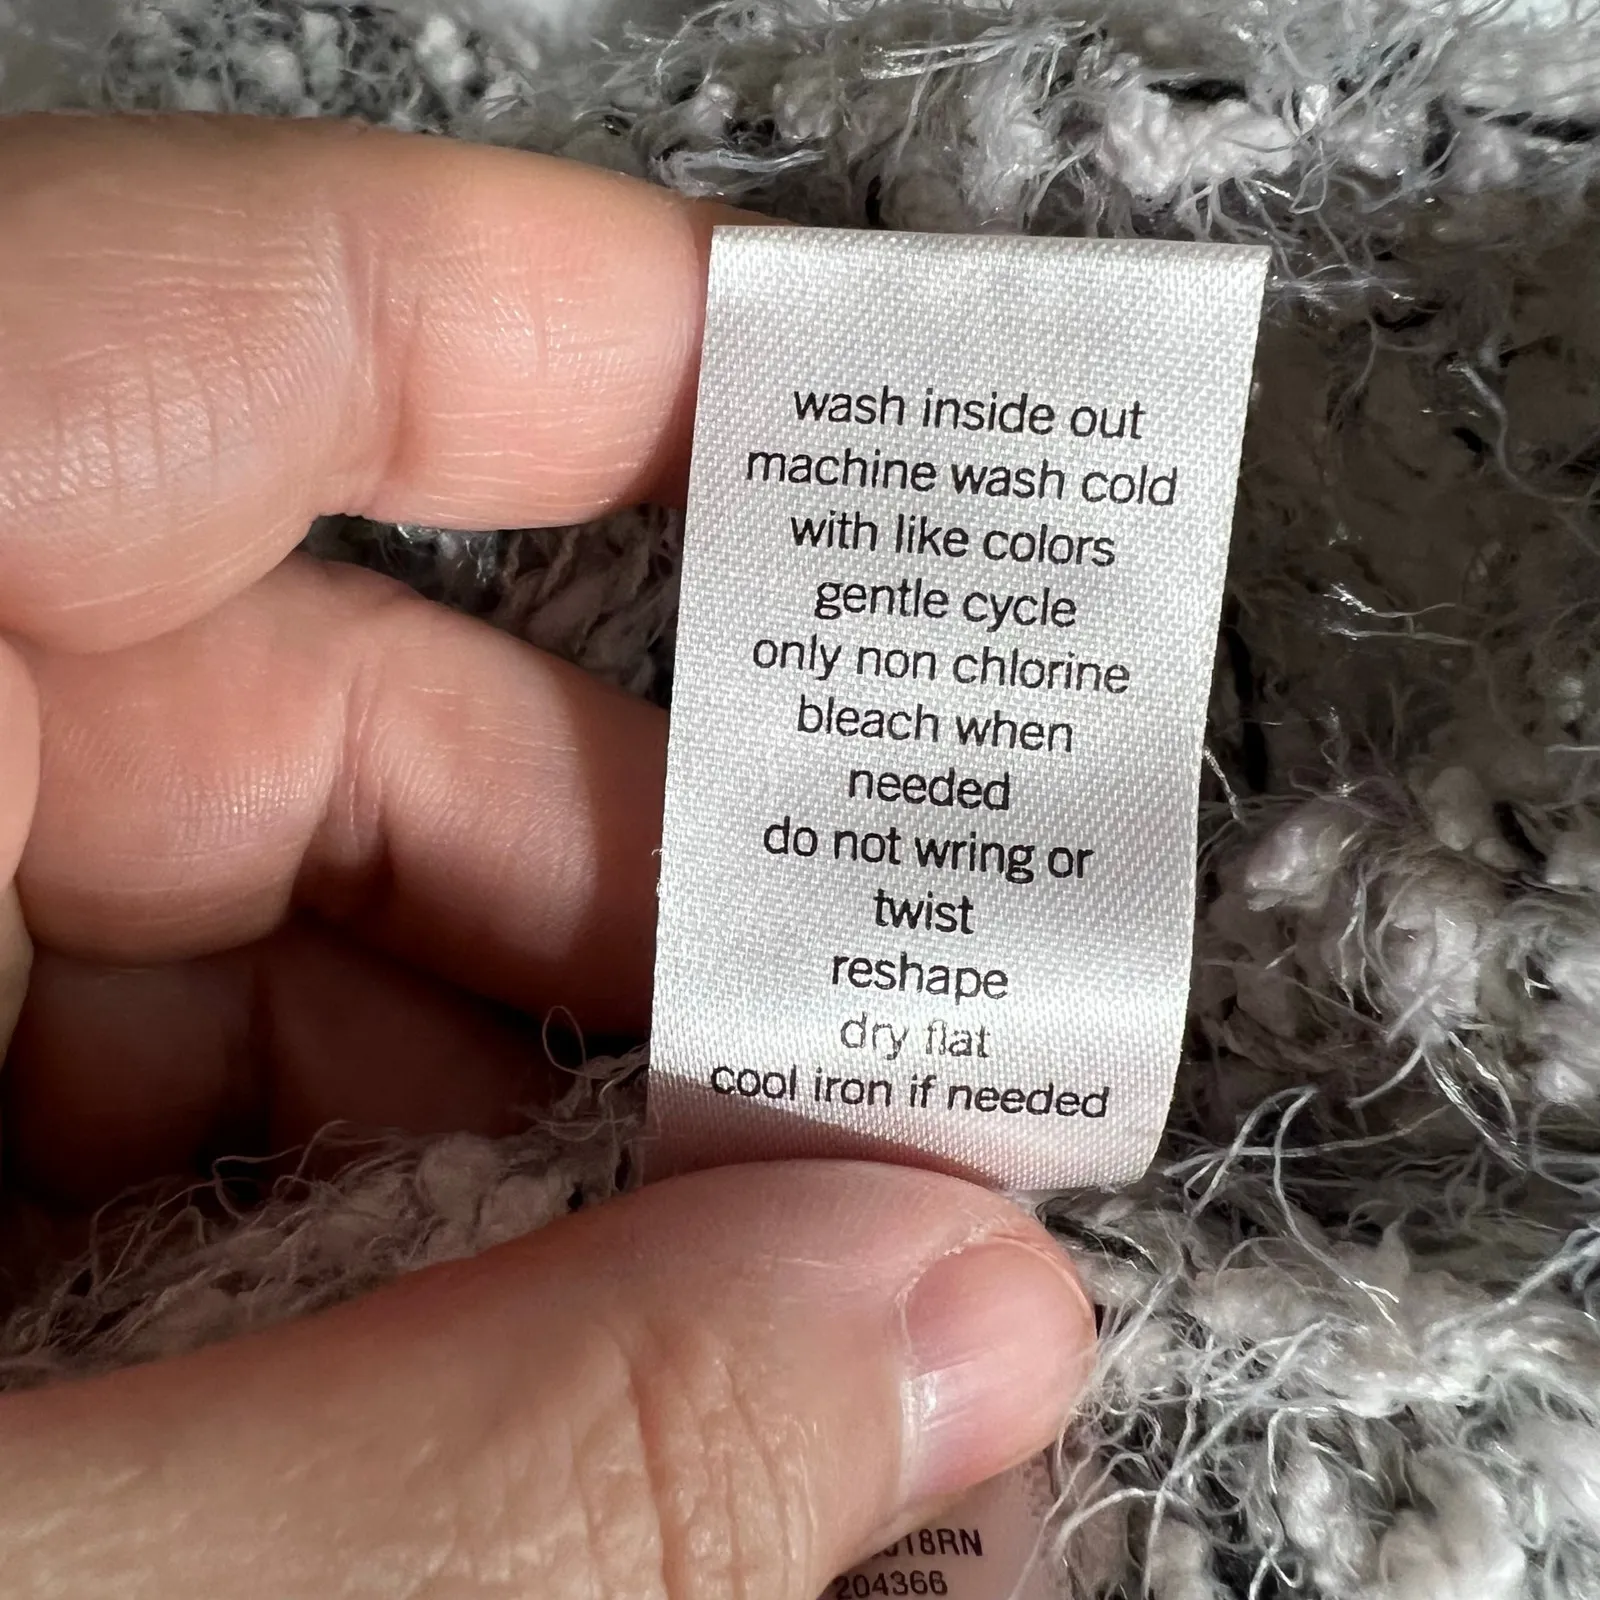 wash inside out
machine wash cold
with like colors
gentle cycle
only non chlorine
bleach when
needed
do not wring or
twist
reshape
dry flat
cool iron if needed
18RN
204366